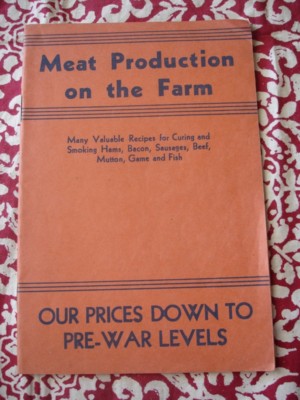 Meat Production
on the Farm
Many Valuable Recipes for Curing and
Smoking Hams, Bacon, Sausages, Beef,
Mutton, Game and Fish
OUR PRICES DOWN TO
PRE-WAR LEVELS